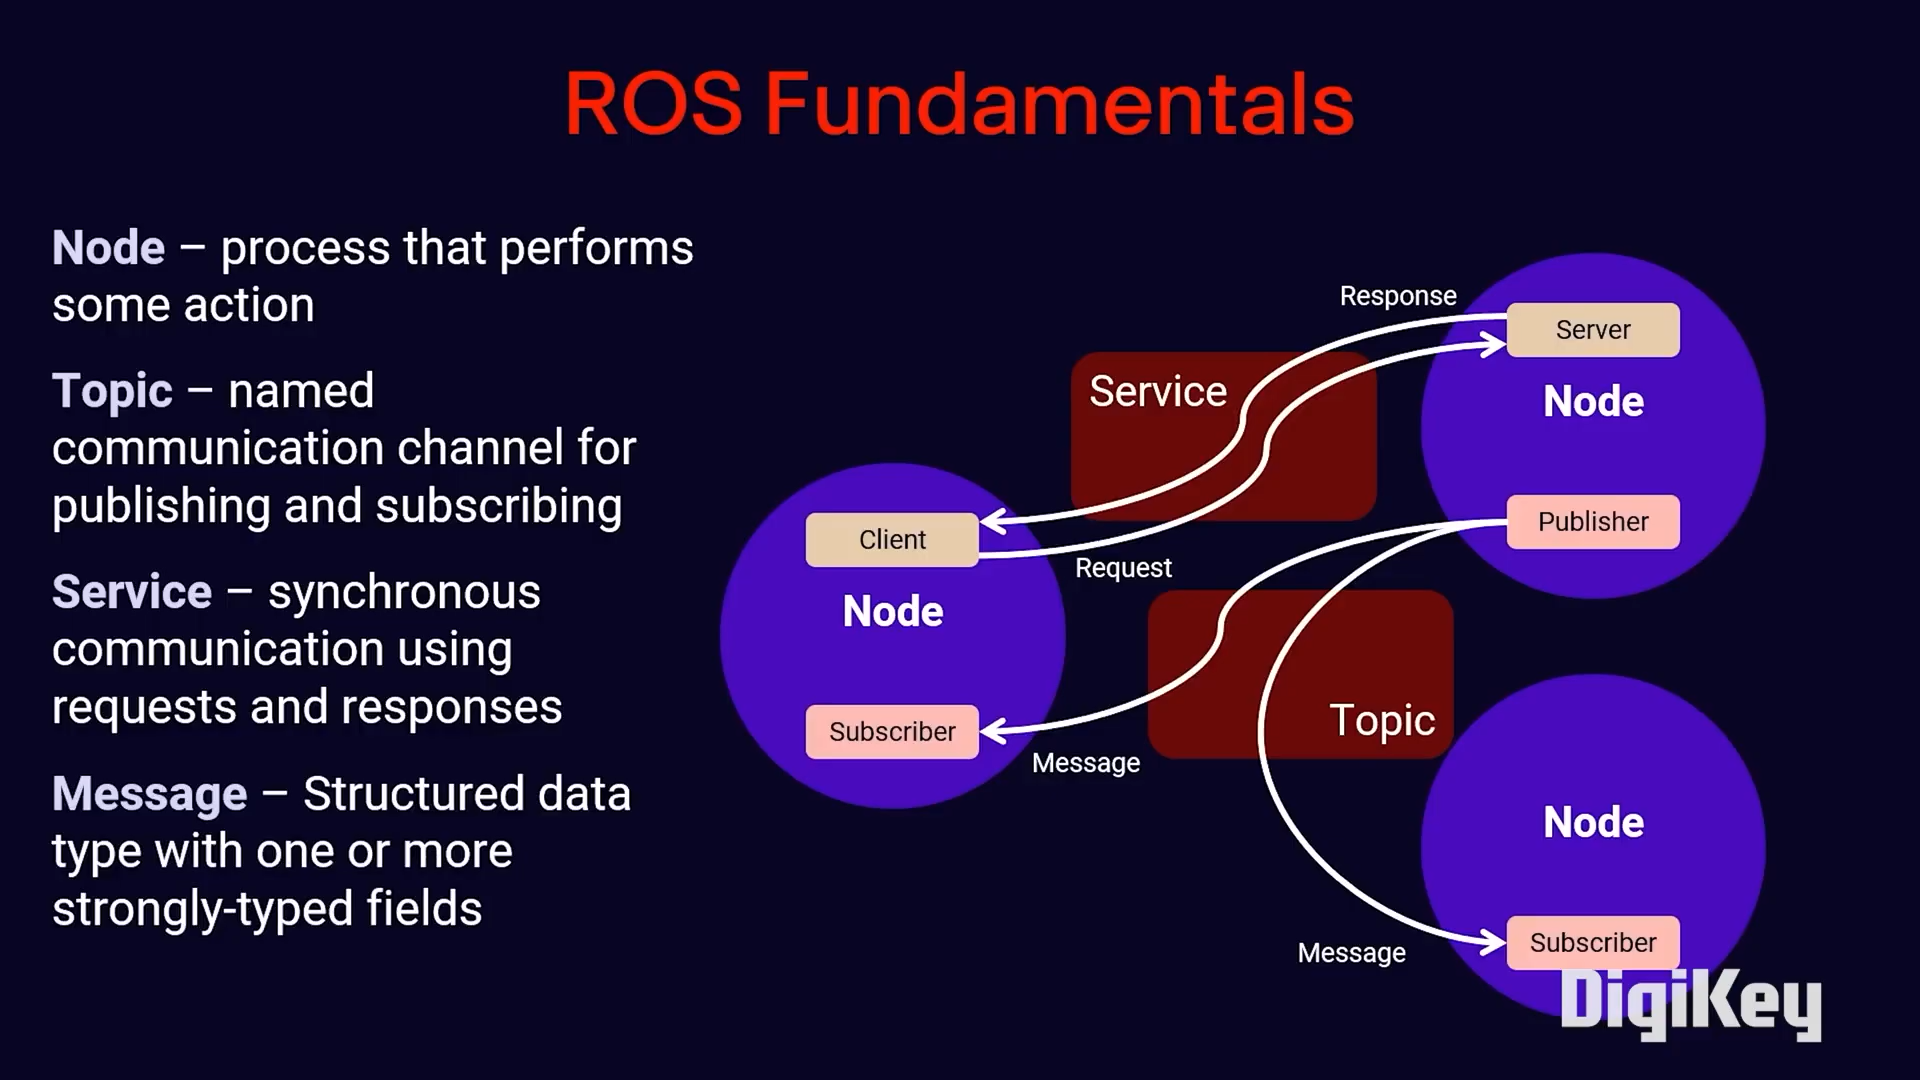 ROS Fundamentals
Node – process that performs
some action
Topic – named
communication channel for
publishing and subscribing
Service – synchronous
communication using
requests and responses
Message – Structured data
type with one or more
strongly-typed fields
Response
Server
Node
Service
Publisher
Client
Request
Node
Topic
Subscriber
Message
Node
Subscriber
Message
DigiKey